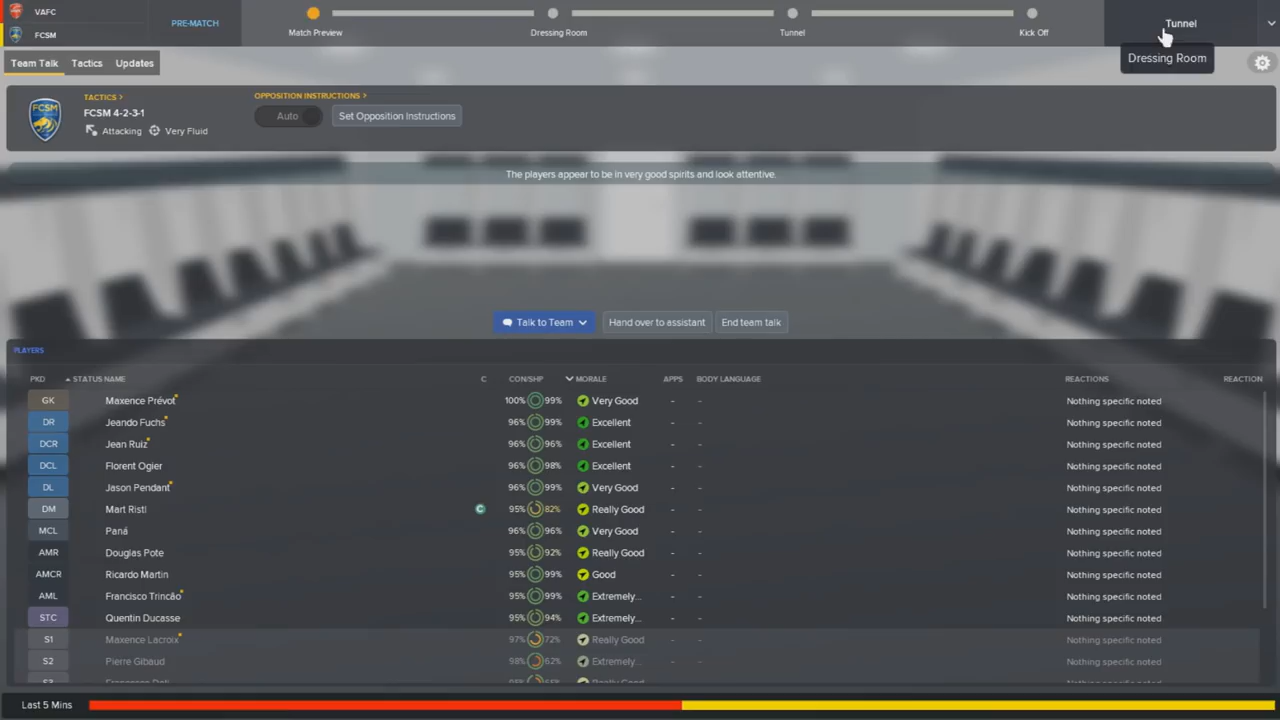 VAFC
FCSM
PRE-MATCH
Match Preview
Dressing Room
Tunnel
Kick Off
Tunnel
Dressing Room
Team Talk Tactics Updates
FCSM
TACTICS >
FCSM 4-2-3-1
Attacking Very Fluid
OPPOSITION INSTRUCTIONS >
Auto Set Opposition Instructions
The players appear to be in very good spirits and look attentive.
Talk to Team Hand over to assistant End team talk
PLAYERS
PKD STATUS NAME C CON/SHP MORALE APPS BODY LANGUAGE REACTIONS REACTION
GK Maxence Prévot 100% 99% Very Good - - Nothing specific noted
DR Jeando Fuchs 96% 99% Excellent - - Nothing specific noted
DCR Jean Ruiz 96% 96% Excellent - - Nothing specific noted
DCL Florent Ogier 96% 98% Excellent - - Nothing specific noted
DL Jason Pendant 96% 99% Very Good - - Nothing specific noted
DM Mart Risti C 95% 82% Really Good - - Nothing specific noted
MCL Paná 96% 96% Very Good - - Nothing specific noted
AMR Douglas Pote 95% 92% Really Good - - Nothing specific noted
AMCR Ricardo Martin 95% 99% Good - - Nothing specific noted
AML Francisco Trincão 95% 99% Extremely... - - Nothing specific noted
STC Quentin Ducasse 95% 94% Extremely... - - Nothing specific noted
S1 Maxence Lacroix 97% 72% Really Good - - Nothing specific noted
S2 Pierre Gibaud 98% 62% Extremely... - - Nothing specific noted
Last 5 Mins